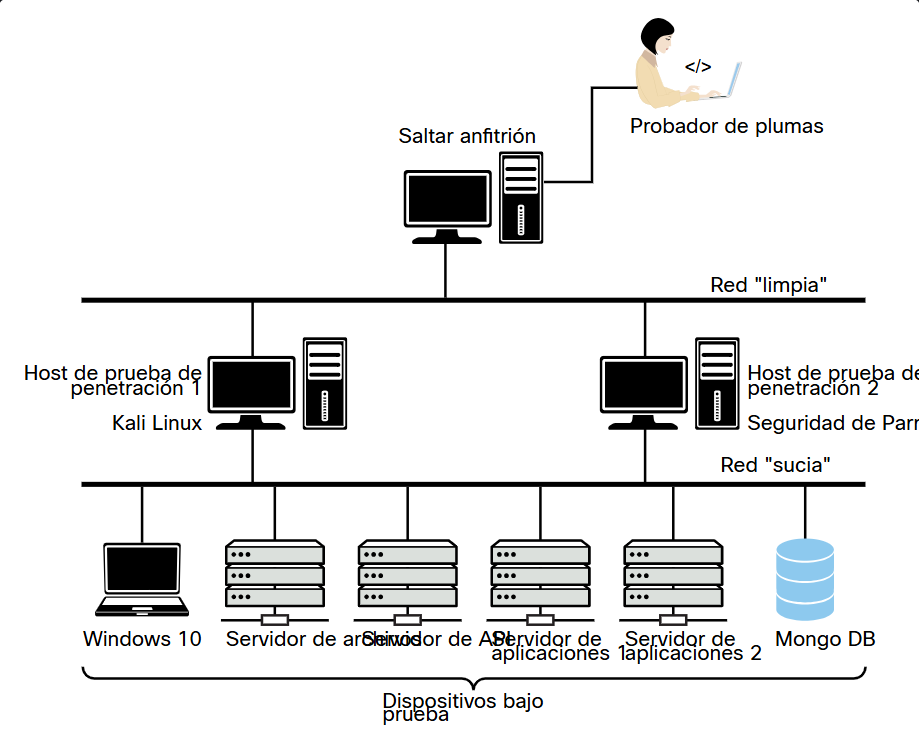 </>
Probador de plumas
Saltar anfitrión
Red "limpia"
Host de prueba de
penetración 1
Kali Linux
Host de prueba de
penetración 2
Seguridad de Parr
Red "sucia"
Windows 10
Servidor de archivos
Servidor de API
Servidor de
aplicaciones 1
Servidor de
aplicaciones 2
Mongo DB
Dispositivos bajo
prueba